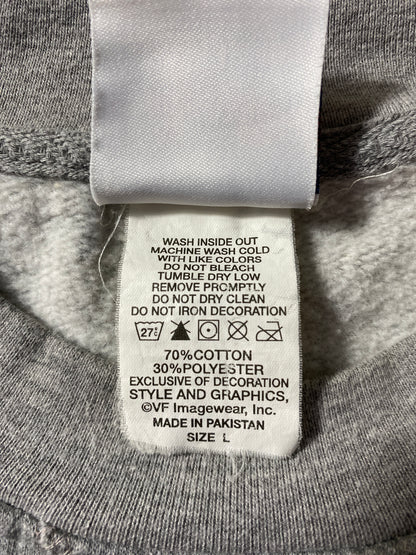 WASH INSIDE OUT
MACHINE WASH COLD
WITH LIKE COLORS
DO NOT BLEACH
TUMBLE DRY LOW
REMOVE PROMPTLY
DO NOT DRY CLEAN
DO NOT IRON DECORATION
27°C
70%COTTON
30%POLYESTER
EXCLUSIVE OF DECORATION
STYLE AND GRAPHICS,
©VF Imagewear, Inc.
MADE IN PAKISTAN
SIZE L